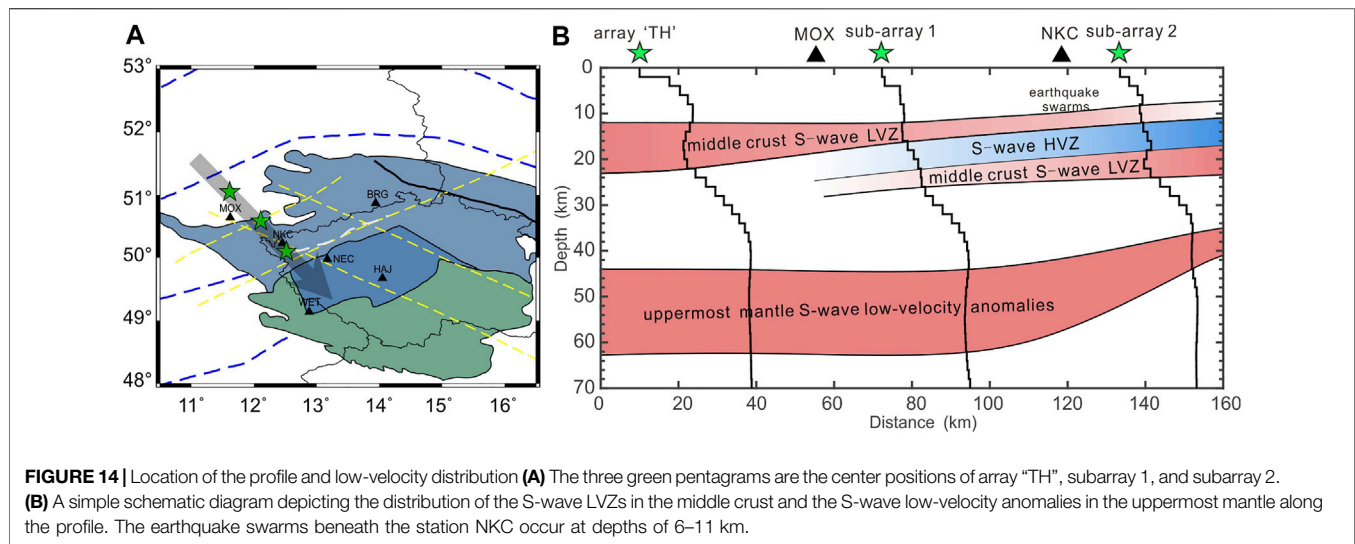 A
53°
52°
51°
50°
49°
48°
11° 12° 13° 14° 15° 16°
MOX
BRG
NKC
NEC
HAJ
WET
B
array 'TH' MOX sub-array 1 NKC sub-array 2
0
10
20
30
40
50
60
70
Depth (km)
earthquake
swarms
middle crust S-wave LVZ
S-wave HVZ
middle crust S-wave LVZ
uppermost mantle S-wave low-velocity anomalies
0 20 40 60 80 100 120 140 160
Distance (km)
FIGURE 14 | Location of the profile and low-velocity distribution (A) The three green pentagrams are the center positions of array “TH”, subarray 1, and subarray 2.
(B) A simple schematic diagram depicting the distribution of the S-wave LVZs in the middle crust and the S-wave low-velocity anomalies in the uppermost mantle along
the profile. The earthquake swarms beneath the station NKC occur at depths of 6–11 km.